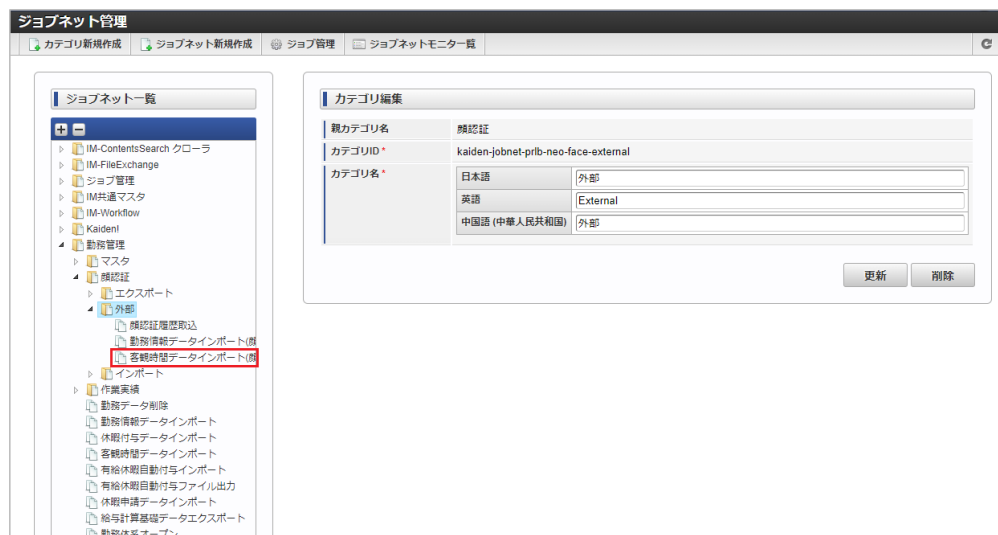 ジョブネット管理
カテゴリ新規作成 ジョブネット新規作成 ジョブ管理 ジョブネットモニタ一覧
ジョブネット一覧
IM-ContentsSearch クローラ
IM-FileExchange
ジョブ管理
IM共通マスタ
IM-Workflow
Kaiden!
勤務管理
マスタ
顔認証
エクスポート
外部
顔認証履歴取込
勤務情報データインポート(顔
客観時間データインポート(顔
インポート
作業実績
勤務データ削除
勤務情報データインポート
休暇付与データインポート
客観時間データインポート
有給休暇自動付与インポート
有給休暇自動付与ファイル出力
休暇申請データインポート
給与計算基礎データエクスポート
勤務体系オープン
カテゴリ編集
親カテゴリ名 顔認証
カテゴリID * kaiden-jobnet-prlb-neo-face-external
カテゴリ名 * 日本語 外部
英語 External
中国語 (中華人民共和国) 外部
更新 削除